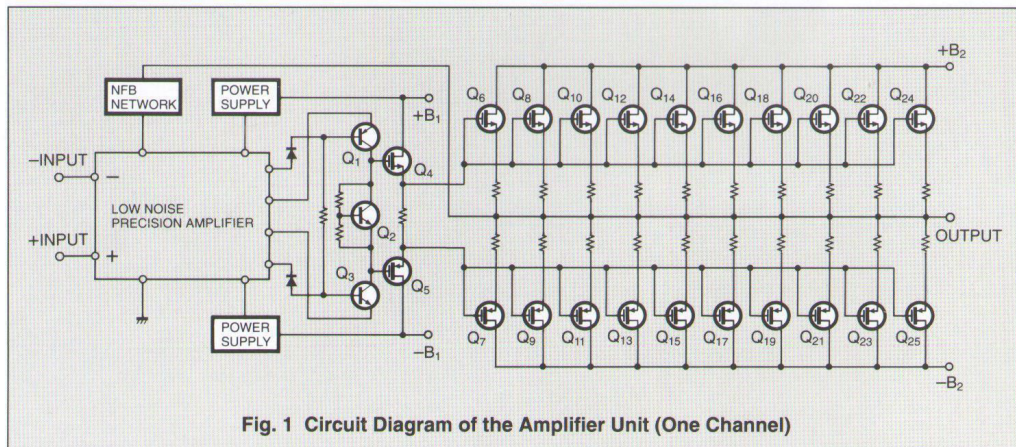 +B₂
NFB
NETWORK
POWER
SUPPLY
+B₁
Q₆
Q₈
Q₁₀
Q₁₂
Q₁₄
Q₁₆
Q₁₈
Q₂₀
Q₂₂
Q₂₄
Q₁
Q₄
−INPUT
−
LOW NOISE
PRECISION AMPLIFIER
Q₂
+INPUT
+
OUTPUT
Q₃
Q₅
POWER
SUPPLY
−B₁
Q₇
Q₉
Q₁₁
Q₁₃
Q₁₅
Q₁₇
Q₁₉
Q₂₁
Q₂₃
Q₂₅
−B₂
Fig. 1 Circuit Diagram of the Amplifier Unit (One Channel)